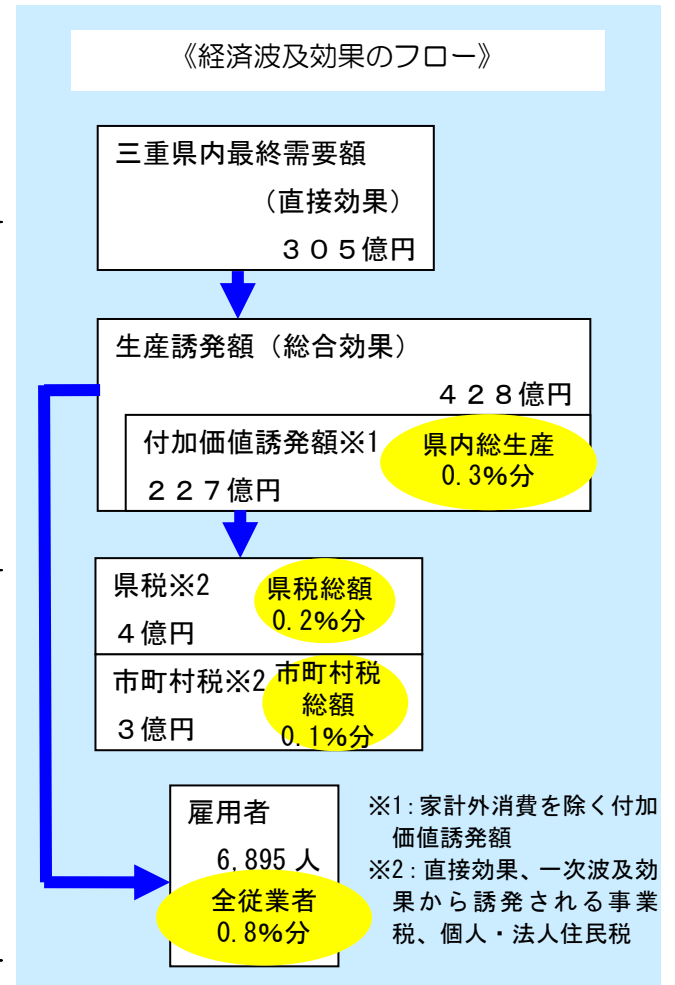 《経済波及効果のフロー》
三重県内最終需要額
（直接効果）
３０５億円
生産誘発額（総合効果）
４２８億円
付加価値誘発額※1
２２７億円
県内総生産
0.3%分
県税※2
４億円
県税総額
0.2%分
市町村税※2
３億円
市町村税
総額
0.1%分
雇用者
6,895 人
全従業者
0.8%分
※1：家計外消費を除く付加
価値誘発額
※2：直接効果、一次波及効
果から誘発される事業
税、個人・法人住民税